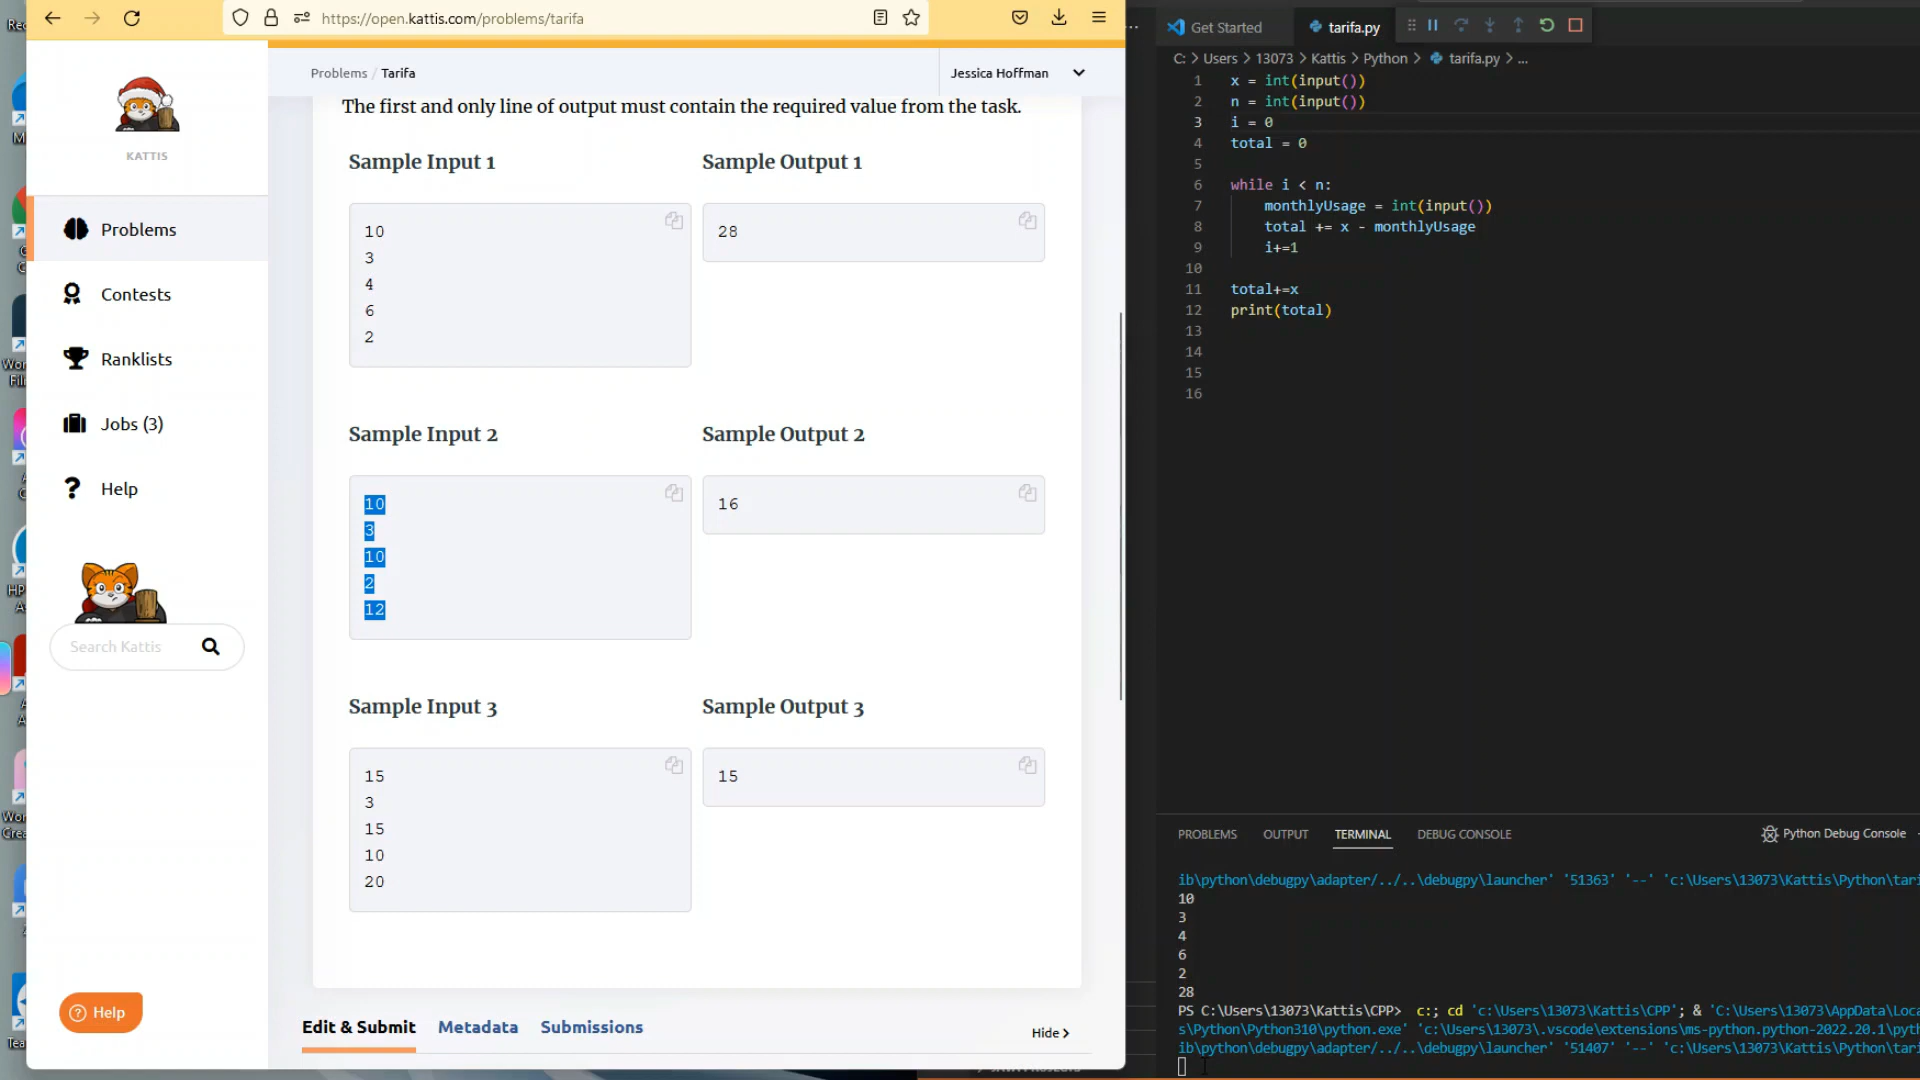 https://open.kattis.com/problems/tarifa
KATTIS
Problems
Contests
Ranklists
Jobs (3)
Help
Search Kattis
Help
Problems / Tarifa
Jessica Hoffman
The first and only line of output must contain the required value from the task.
Sample Input 1
Sample Output 1
10
3
4
6
2
28
Sample Input 2
Sample Output 2
10
3
10
2
12
16
Sample Input 3
Sample Output 3
15
3
15
10
20
15
Edit & Submit
Metadata
Submissions
Hide
Get Started
tarifa.py
C: > Users > 13073 > Kattis > Python > tarifa.py > ...
1 x = int(input())
2 n = int(input())
3 i = 0
4 total = 0
5
6 while i < n:
7 monthlyUsage = int(input())
8 total += x - monthlyUsage
9 i+=1
10
11 total+=x
12 print(total)
13
14
15
16
PROBLEMS
OUTPUT
TERMINAL
DEBUG CONSOLE
Python Debug Console
ib\python\debugpy\adapter/../..\debugpy\launcher' '51363' '--' 'c:\Users\13073\Kattis\Python\tari
10
3
4
6
2
28
PS C:\Users\13073\Kattis\CPP> c:; cd 'c:\Users\13073\Kattis\CPP'; & 'C:\Users\13073\AppData\Loca
s\Python\Python310\python.exe' 'c:\Users\13073\.vscode\extensions\ms-python.python-2022.20.1\pyth
ib\python\debugpy\adapter/../..\debugpy\launcher' '51407' '--' 'c:\Users\13073\Kattis\Python\tari